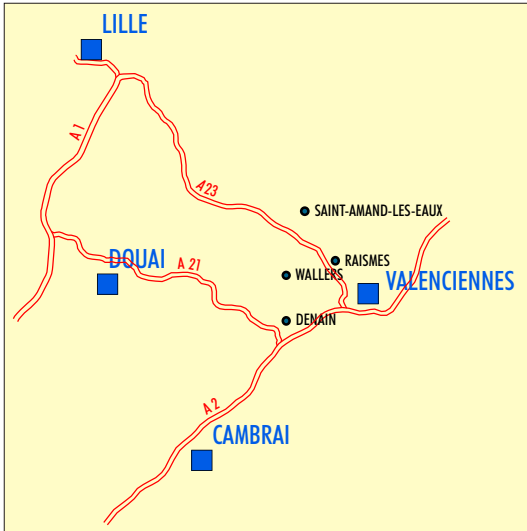 LILLE
A 1
A23
SAINT-AMAND-LES-EAUX
DOUAI
A 21
RAISMES
WALLERS
VALENCIENNES
DENAIN
A 2
CAMBRAI